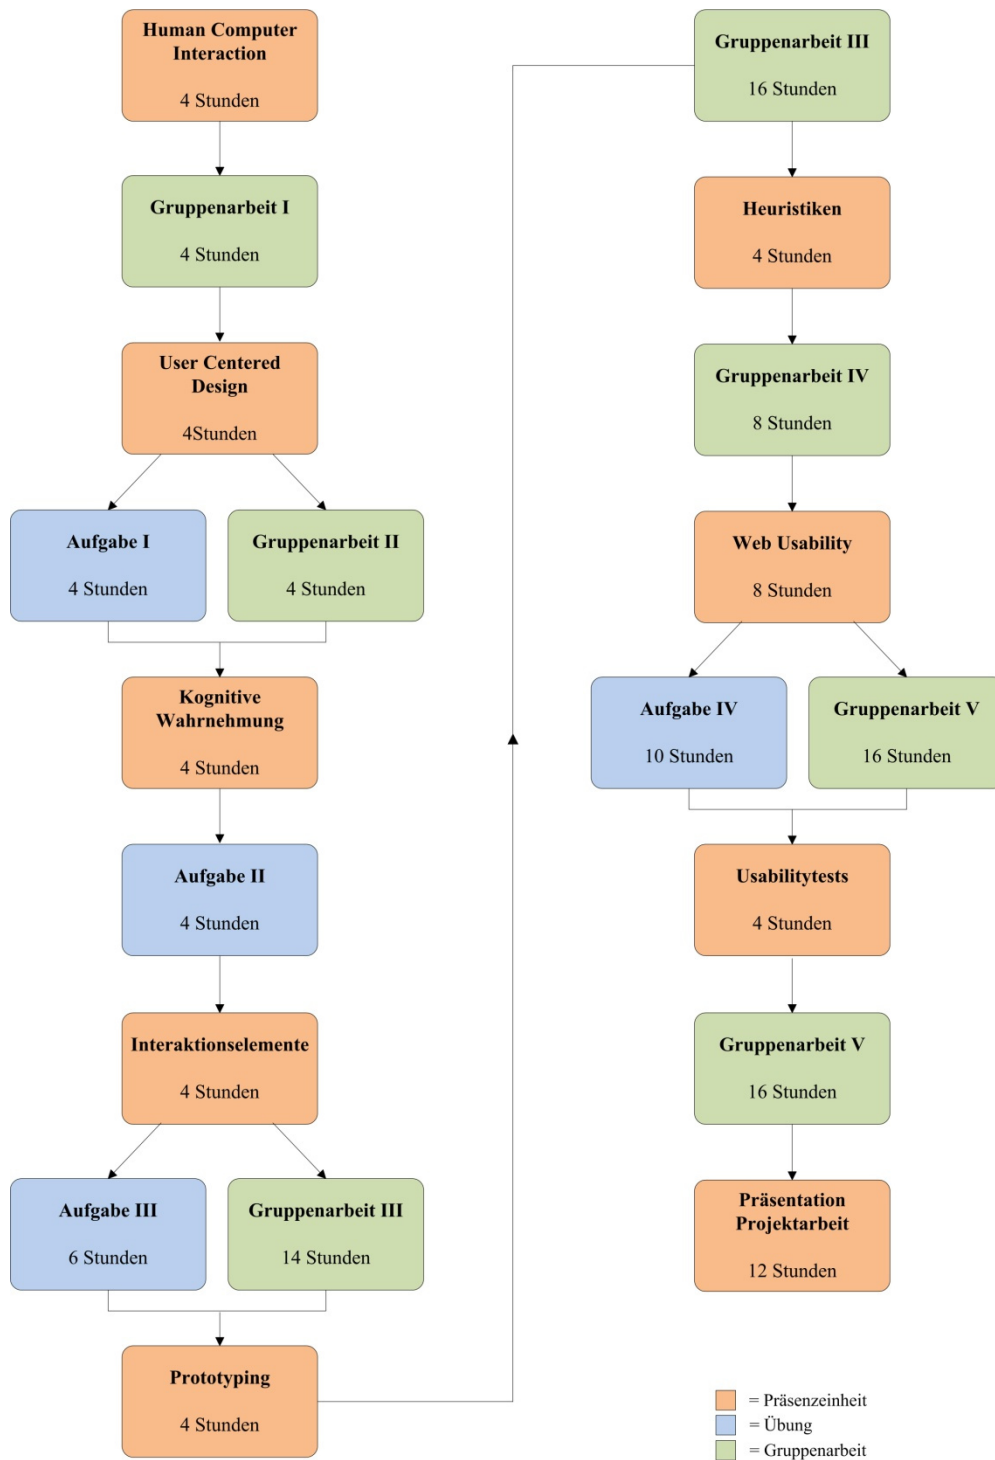 Human Computer
Interaction
4 Stunden
Gruppenarbeit I
4 Stunden
User Centered
Design
4Stunden
Aufgabe I
4 Stunden
Gruppenarbeit II
4 Stunden
Kognitive
Wahrnehmung
4 Stunden
Aufgabe II
4 Stunden
Interaktionselemente
4 Stunden
Aufgabe III
6 Stunden
Gruppenarbeit III
14 Stunden
Prototyping
4 Stunden
Gruppenarbeit III
16 Stunden
Heuristiken
4 Stunden
Gruppenarbeit IV
8 Stunden
Web Usability
8 Stunden
Aufgabe IV
10 Stunden
Gruppenarbeit V
16 Stunden
Usabilitytests
4 Stunden
Gruppenarbeit V
16 Stunden
Präsentation
Projektarbeit
12 Stunden
= Präsenzeinheit
= Übung
= Gruppenarbeit